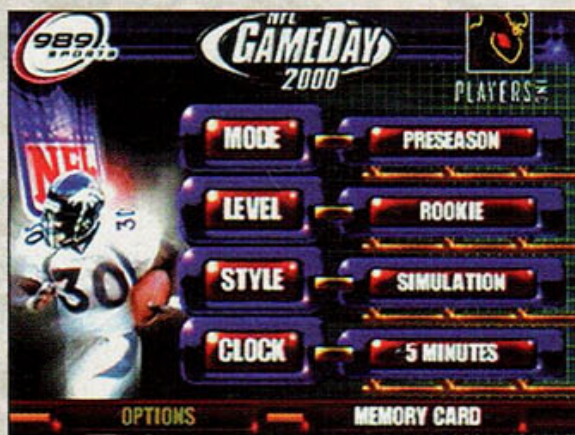 989
SPORTS
NFL
GAMEDAY
2000
PLAYERS INC
NFL
MODE
PRESEASON
LEVEL
ROOKIE
STYLE
SIMULATION
CLOCK
5 MINUTES
30
30
OPTIONS
MEMORY CARD